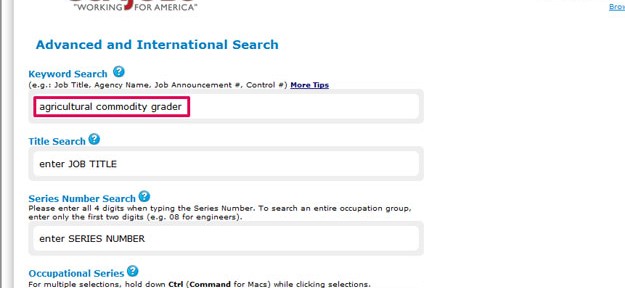 "WORKING FOR AMERICA"
Advanced and International Search
Keyword Search ?
(e.g.: Job Title, Agency Name, Job Announcement #, Control #) More Tips
agricultural commodity grader
Title Search ?
enter JOB TITLE
Series Number Search ?
Please enter all 4 digits when typing the Series Number. To search an entire occupation group,
enter only the first two digits (e.g. 08 for engineers).
enter SERIES NUMBER
Occupational Series ?
For multiple selections, hold down Ctrl (Command for Macs) while clicking selections.